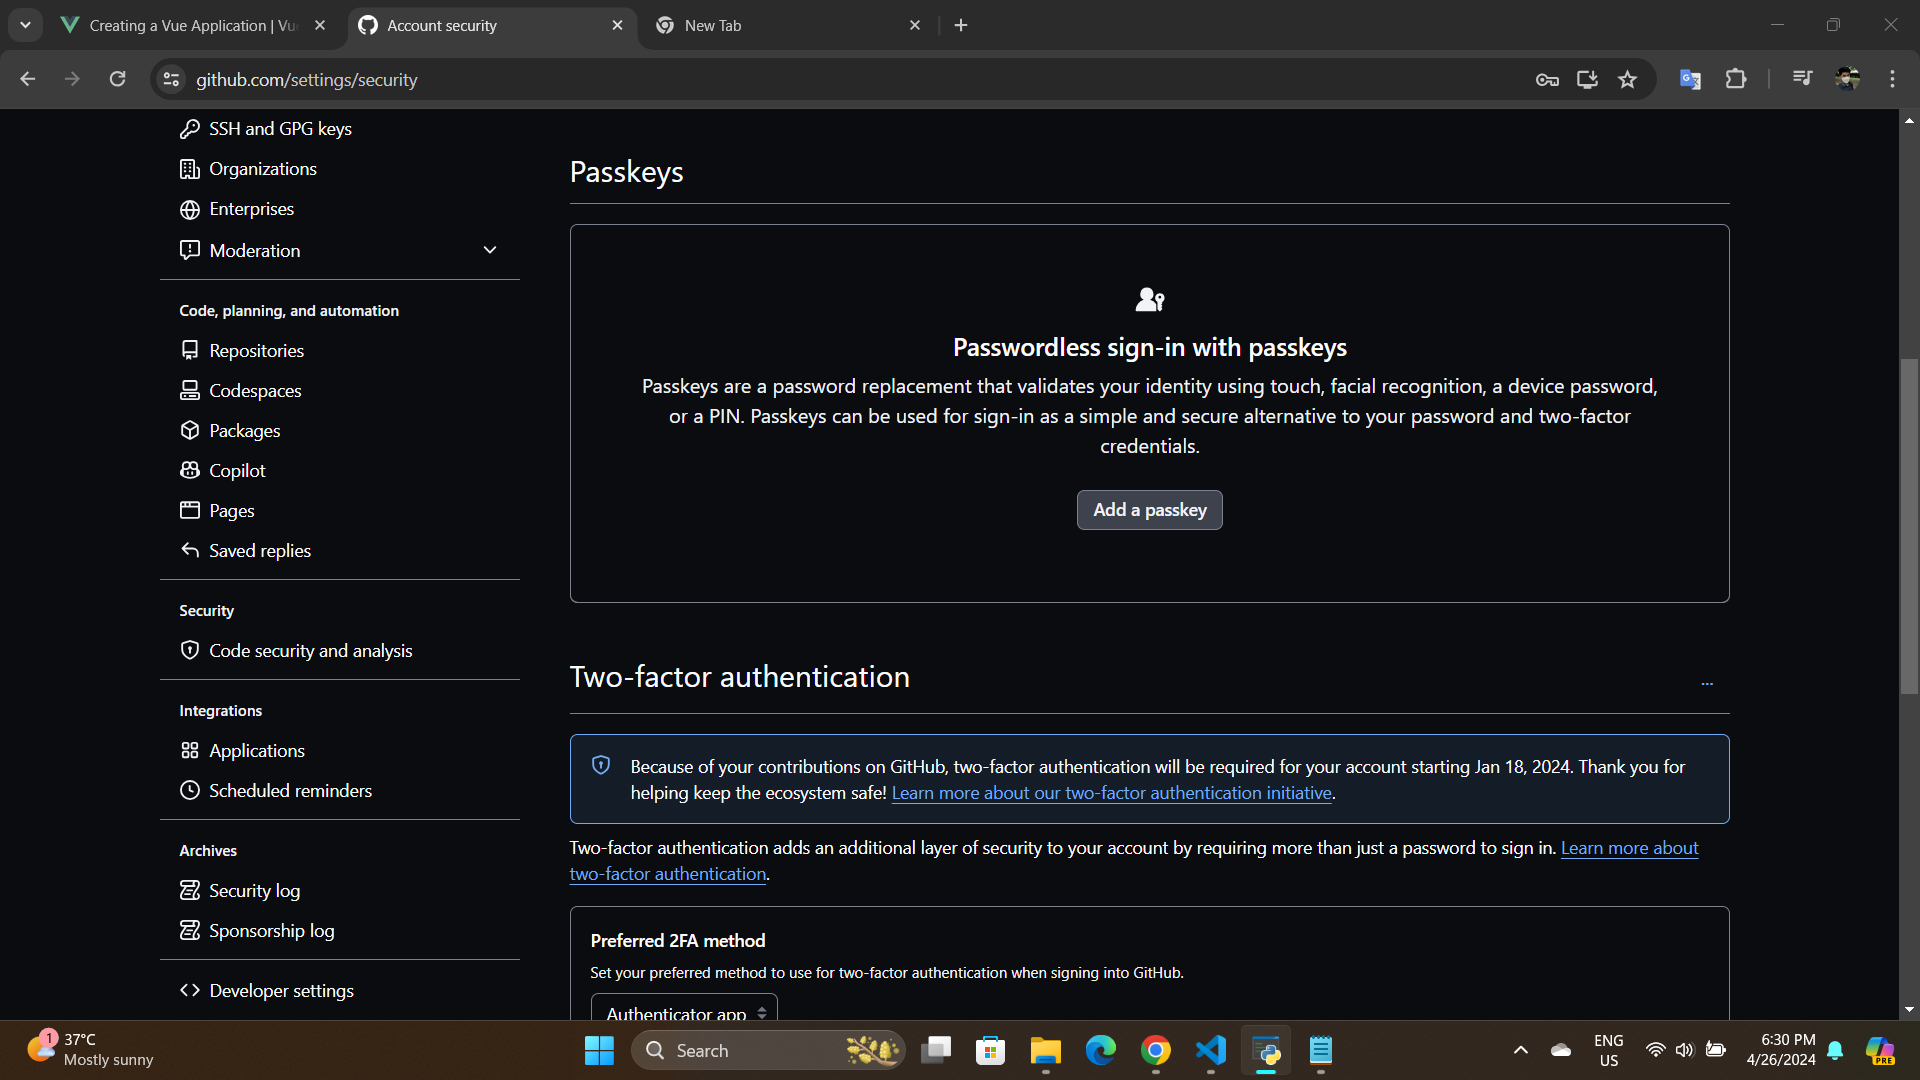 Creating a Vue Application | Vu
Account security
New Tab
github.com/settings/security
SSH and GPG keys
Organizations
Enterprises
Moderation
Code, planning, and automation
Repositories
Codespaces
Packages
Copilot
Pages
Saved replies
Security
Code security and analysis
Integrations
Applications
Scheduled reminders
Archives
Security log
Sponsorship log
Developer settings
Passkeys
Passwordless sign-in with passkeys
Passkeys are a password replacement that validates your identity using touch, facial recognition, a device password,
or a PIN. Passkeys can be used for sign-in as a simple and secure alternative to your password and two-factor
credentials.
Add a passkey
Two-factor authentication
...
Because of your contributions on GitHub, two-factor authentication will be required for your account starting Jan 18, 2024. Thank you for
helping keep the ecosystem safe! Learn more about our two-factor authentication initiative.
Two-factor authentication adds an additional layer of security to your account by requiring more than just a password to sign in. Learn more about
two-factor authentication.
Preferred 2FA method
Set your preferred method to use for two-factor authentication when signing into GitHub.
Authenticator app
1
37°C
Mostly sunny
Search
ENG
US
6:30 PM
4/26/2024
PRE